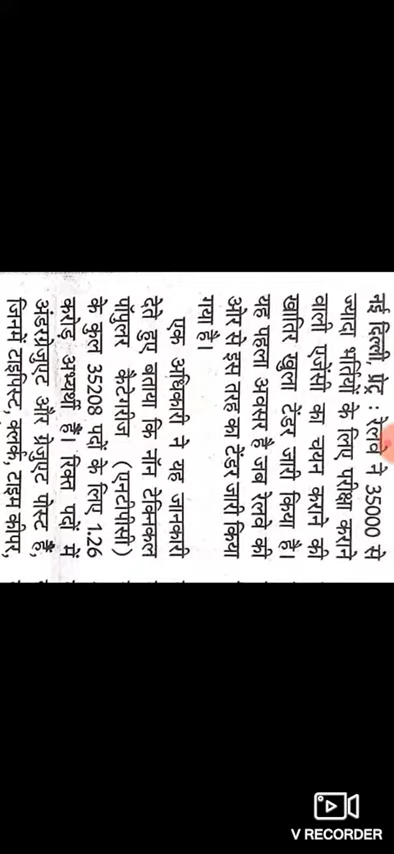 नई दिल्ली, प्रेट्र : रेलवे ने 35000 से
ज्यादा भर्तियों के लिए परीक्षा कराने
वाली एजेंसी का चयन कराने की
खातिर खुला टेंडर जारी किया है।
यह पहला अवसर है जब रेलवे की
ओर से इस तरह का टेंडर जारी किया
गया है।
एक अधिकारी ने यह जानकारी
देते हुए बताया कि नॉन टेक्निकल
पॉपुलर कैटेगरीज (एनटीपीसी)
के कुल 35208 पदों के लिए 1.26
करोड़ अभ्यर्थी हैं। रिक्त पदों में
अंडरग्रेजुएट और ग्रेजुएट पोस्ट हैं,
जिनमें टाइपिस्ट, क्लर्क, टाइम कीपर,
V RECORDER